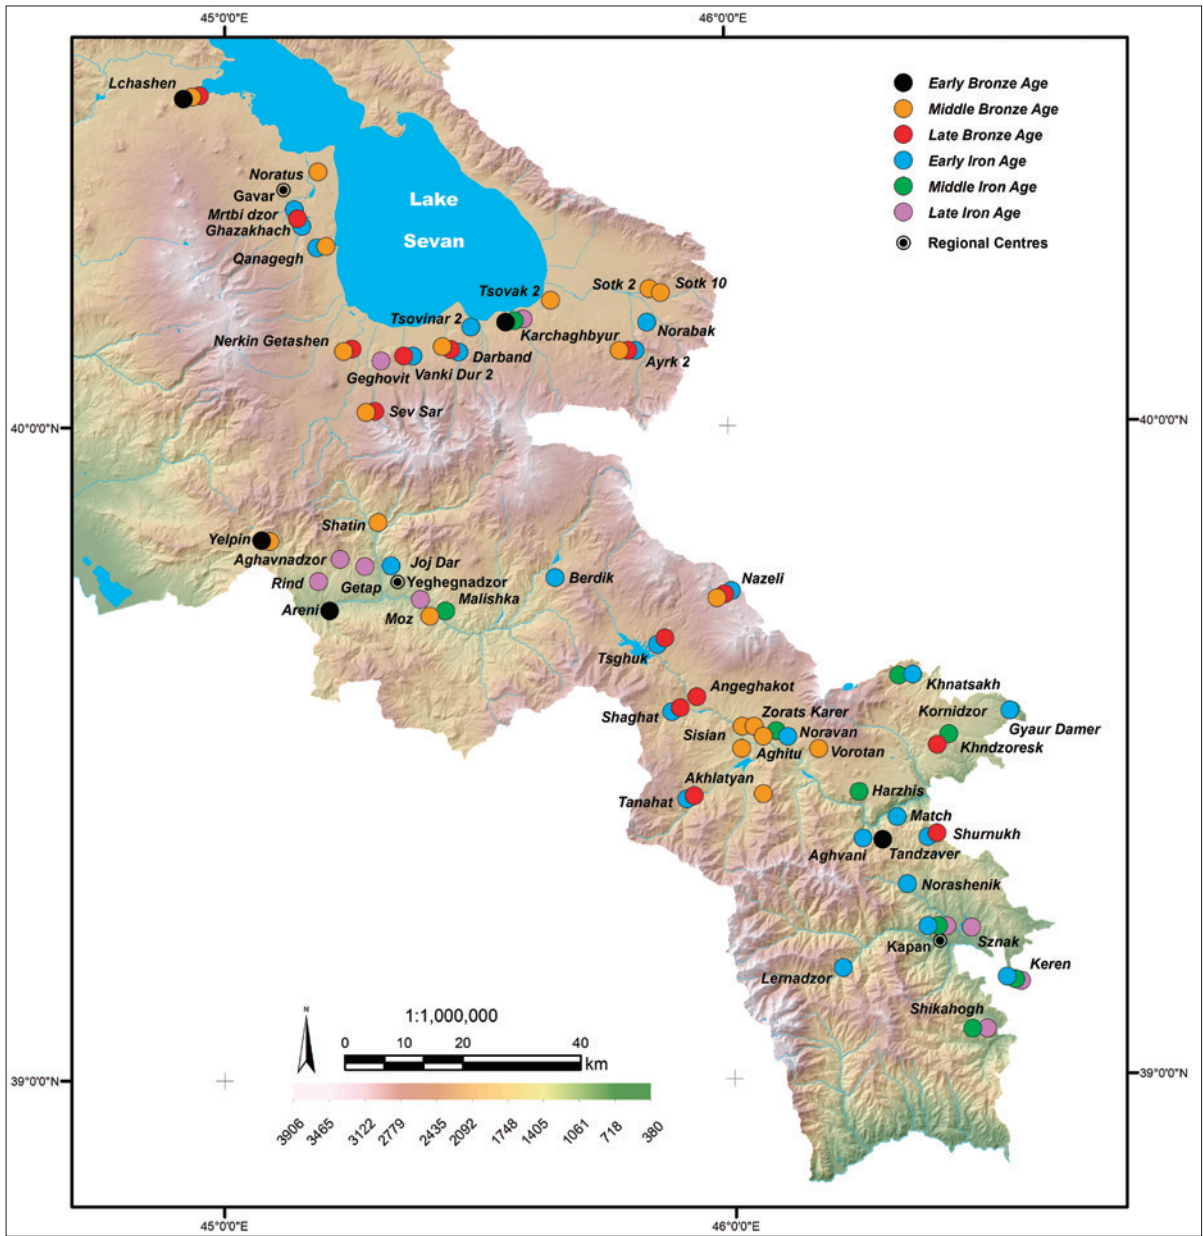 45°0'0"E
46°0'0"E
Lchashen
Early Bronze Age
Middle Bronze Age
Late Bronze Age
Early Iron Age
Middle Iron Age
Late Iron Age
Regional Centres
Noratus
Gavar
Mrtbi dzor
Ghazakhach
Qanagegh
Lake
Sevan
Tsovak 2
Sotk 2
Sotk 10
Tsovinar 2
Karchaghbyur
Norabak
Nerkin Getashen
Geghovit
Vanki Dur 2
Darband
Ayrk 2
Sev Sar
40°0'0"N
40°0'0"N
Shatin
Yelpin
Aghavnadzor
Joj Dar
Rind
Getap
Yeghegnadzor
Berdik
Nazeli
Areni
Malishka
Moz
Tsghuk
Angeghakot
Khnatsakh
Shaghat
Zorats Karer
Kornidzor
Gyaur Damer
Sisian
Noravan
Aghitu
Vorotan
Khndzoresk
Akhlatyan
Tanahat
Harzhis
Match
Shurnukh
Aghvani
Tandzaver
Norashenik
Kapan
Sznak
Lernadzor
Keren
Shikahogh
N
1:1,000,000
0 10 20 40
km
39°0'0"N
39°0'0"N
3906 3465 3122 2779 2435 2092 1748 1405 1061 718 380
45°0'0"E
46°0'0"E